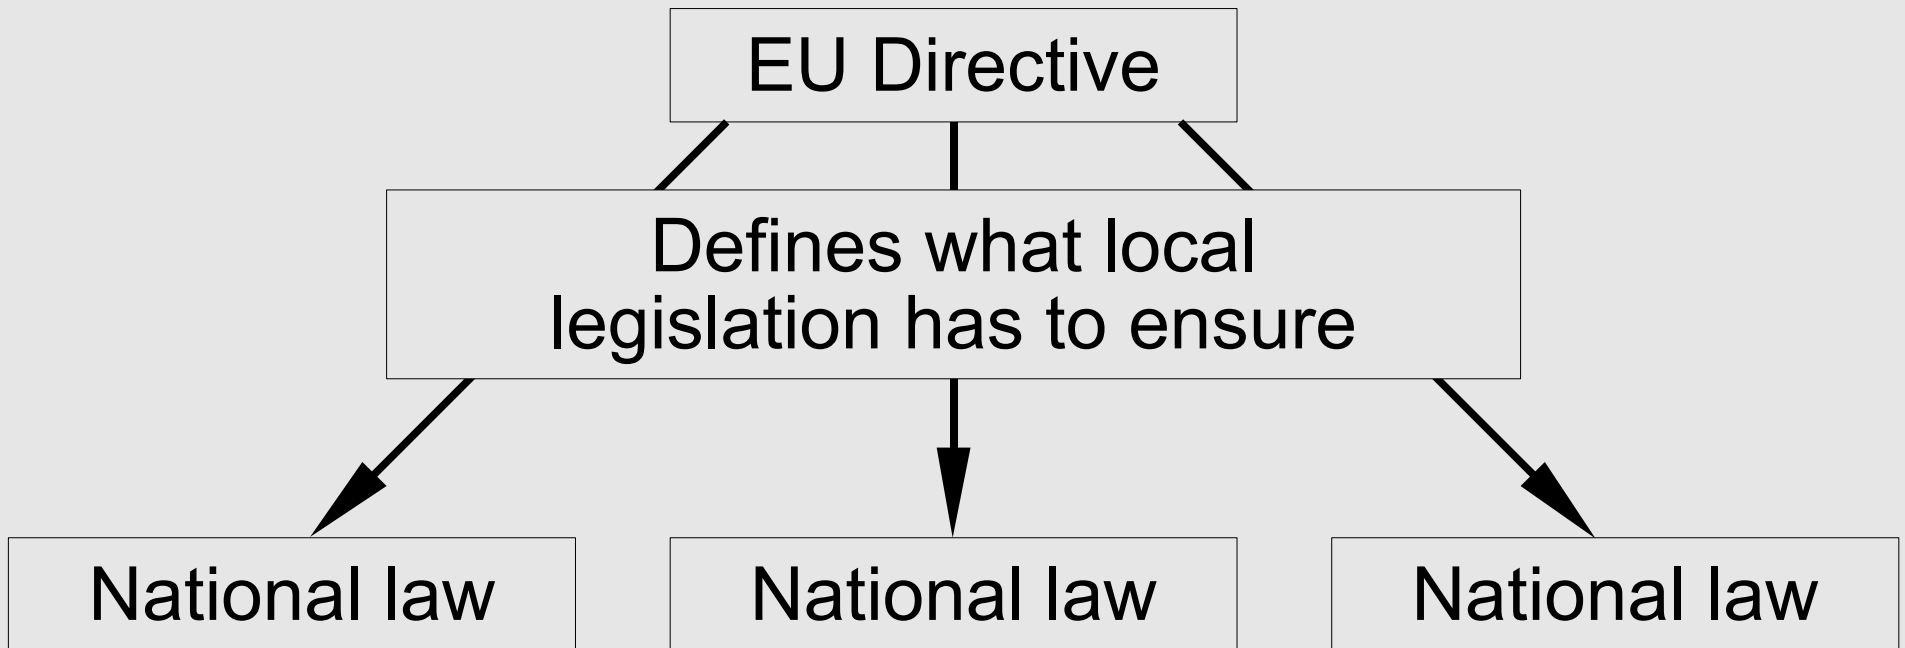 EU Directive
Defines what local
legislation has to ensure
National law
National law
National law